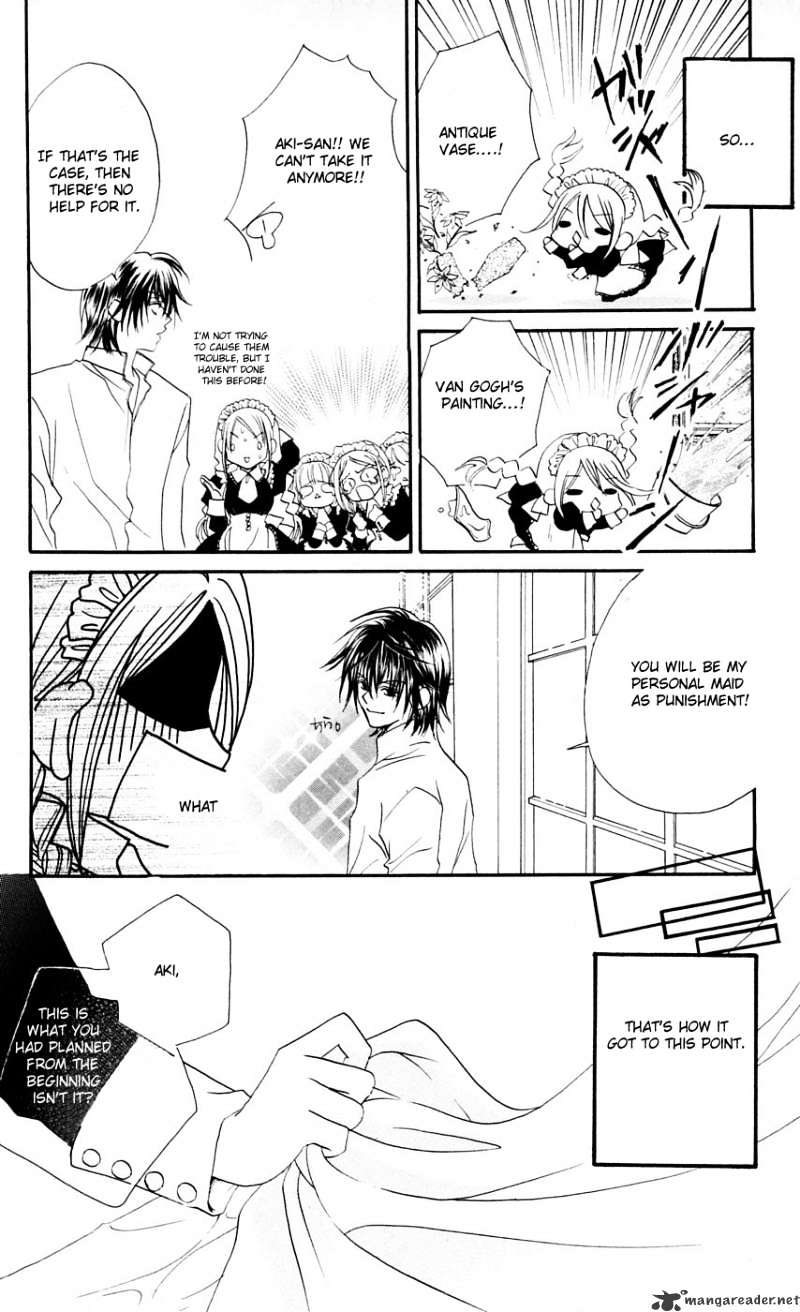 SO...
ANTIQUE
VASE....!
VAN GOGH'S
PAINTING...!
AKI-SAN!! WE
CAN'T TAKE IT
ANYMORE!!
IF THAT'S THE
CASE, THEN
THERE'S NO
HELP FOR IT.
I'M NOT TRYING
TO CAUSE THEM
TROUBLE, BUT I
HAVEN'T DONE
THIS BEFORE!
YOU WILL BE MY
PERSONAL MAID
AS PUNISHMENT!
WHAT
THAT'S HOW IT
GOT TO THIS POINT.
AKI,
THIS IS
WHAT YOU
HAD PLANNED
FROM THE
BEGINNING
ISN'T IT?
mangareader.net